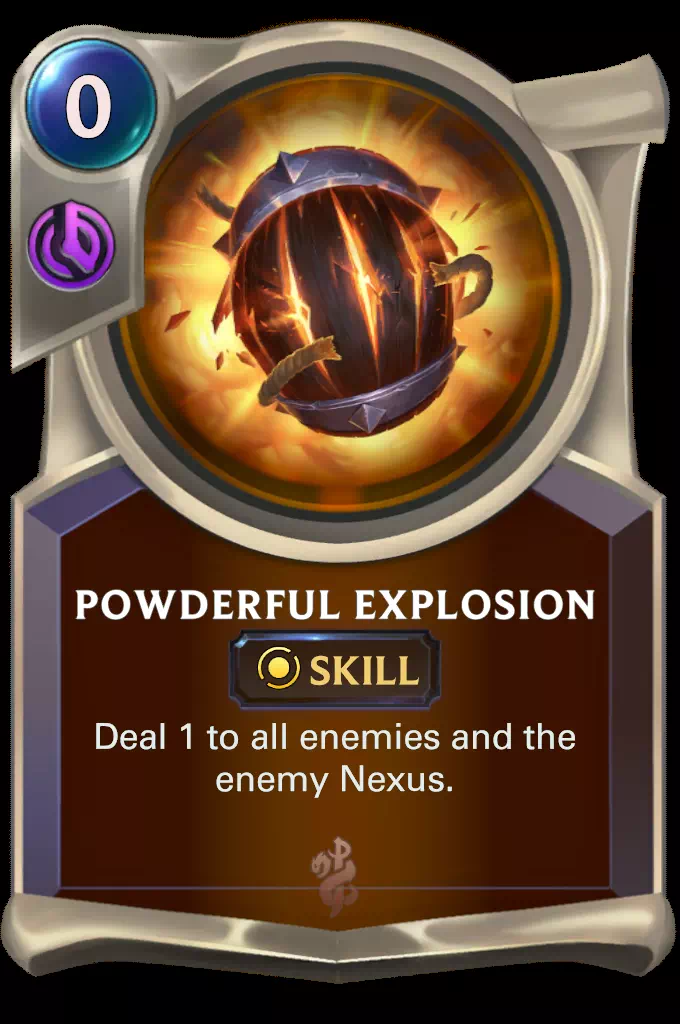 0
POWDERFUL EXPLOSION
SKILL
Deal 1 to all enemies and the
enemy Nexus.